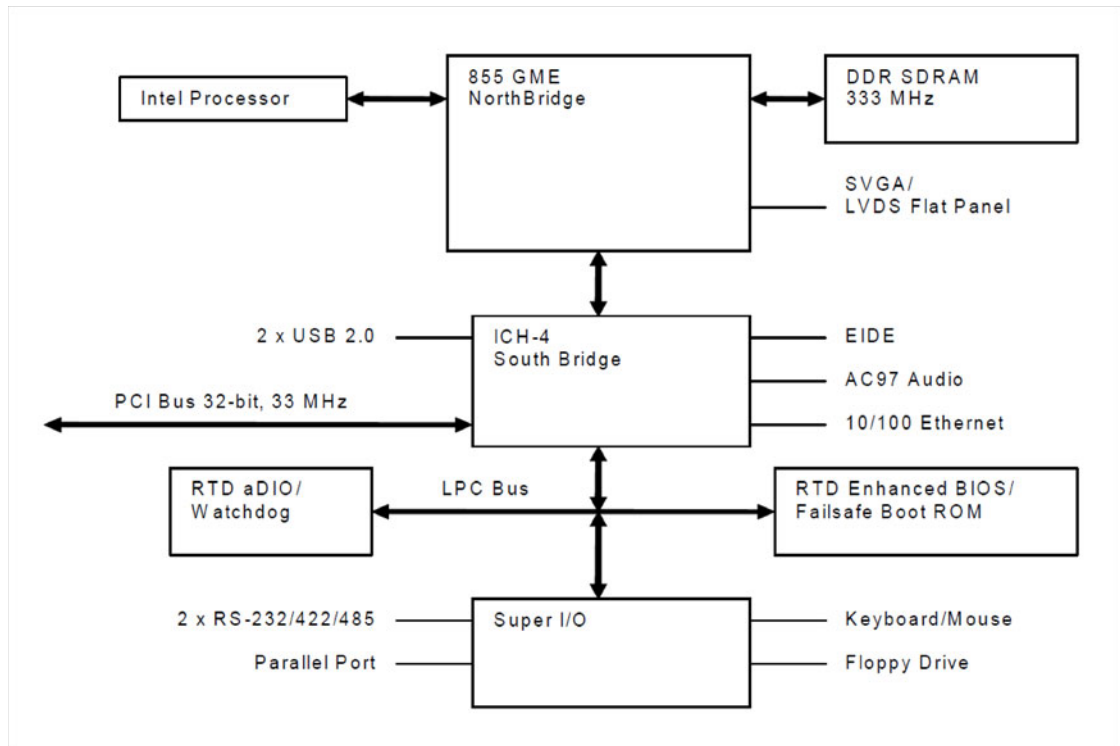 Intel Processor
855 GME
NorthBridge
DDR SDRAM
333 MHz
SVGA/
LVDS Flat Panel
2 x USB 2.0
ICH-4
South Bridge
EIDE
AC97 Audio
10/100 Ethernet
PCI Bus 32-bit, 33 MHz
RTD aDIO/
Watchdog
LPC Bus
RTD Enhanced BIOS/
Failsafe Boot ROM
2 x RS-232/422/485
Parallel Port
Super I/O
Keyboard/Mouse
Floppy Drive